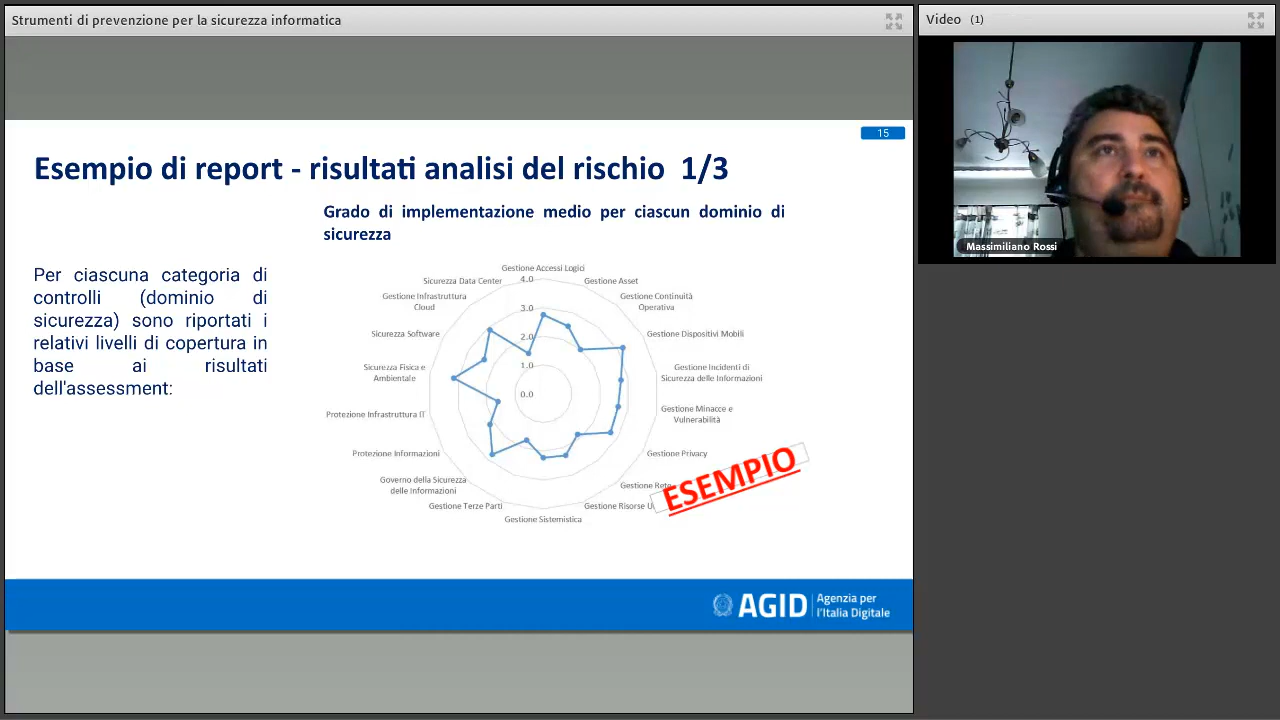 Strumenti di prevenzione per la sicurezza informatica
Video (1)
Massimiliano Rossi
15
Esempio di report - risultati analisi del rischio 1/3
Grado di implementazione medio per ciascun dominio di
sicurezza
Per ciascuna categoria di
controlli (dominio di
sicurezza) sono riportati i
relativi livelli di copertura in
base ai risultati
dell'assessment:
Gestione Accessi Logici
Gestione Asset
Gestione Continuità
Operativa
Gestione Dispositivi Mobili
Gestione Incidenti di
Sicurezza delle Informazioni
Gestione Minacce e
Vulnerabilità
Gestione Privacy
Gestione Rete
Gestione Risorse U
Gestione Sistemistica
Gestione Terze Parti
Governo della Sicurezza
delle Informazioni
Protezione Informazioni
Protezione Infrastruttura IT
Sicurezza Fisica e
Ambientale
Sicurezza Software
Gestione Infrastruttura
Cloud
Sicurezza Data Center
4.0
3.0
2.0
1.0
0.0
ESEMPIO
AGID
Agenzia per
l'Italia Digitale